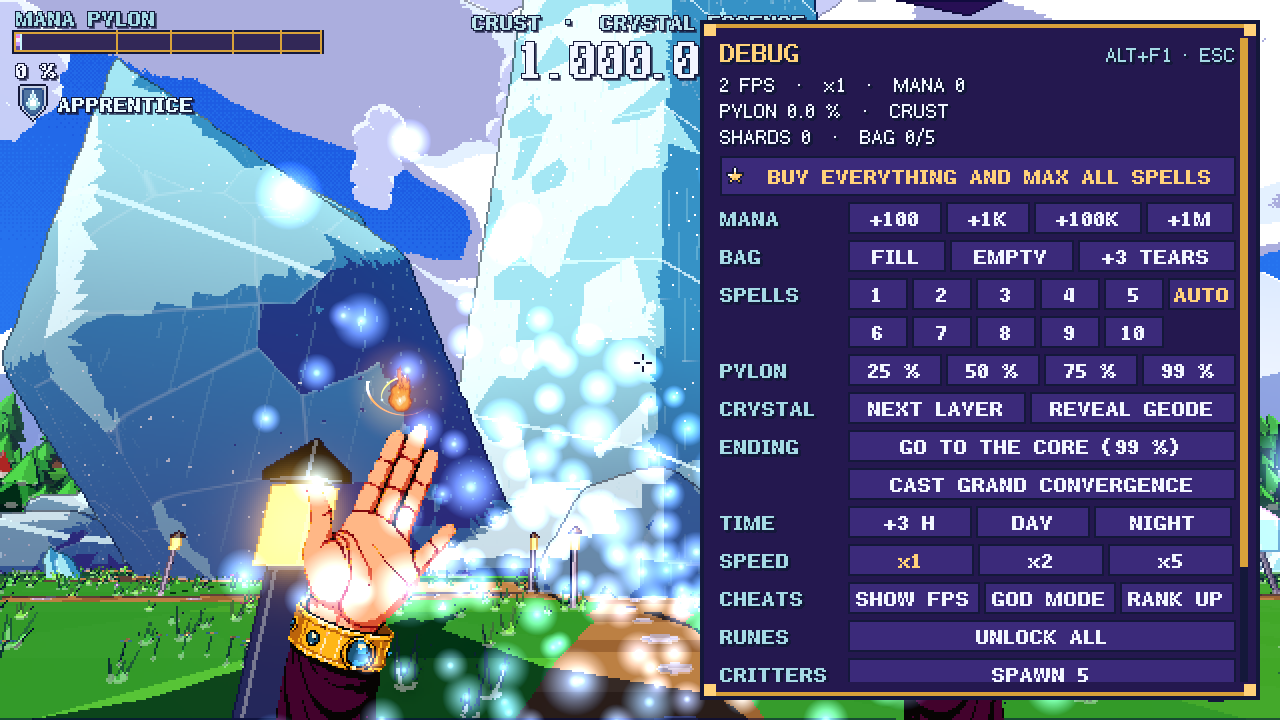 MANA PYLON
0 %
APPRENTICE
CRUST · CRYSTAL ESSENCE
1.000.0
DEBUG
ALT+F1 · ESC
2 FPS · x1 · MANA 0
PYLON 0.0 % · CRUST
SHARDS 0 · BAG 0/5
BUY EVERYTHING AND MAX ALL SPELLS
MANA +100 +1K +100K +1M
BAG FILL EMPTY +3 TEARS
SPELLS 1 2 3 4 5 AUTO
6 7 8 9 10
PYLON 25 % 50 % 75 % 99 %
CRYSTAL NEXT LAYER REVEAL GEODE
ENDING GO TO THE CORE (99 %)
CAST GRAND CONVERGENCE
TIME +3 H DAY NIGHT
SPEED x1 x2 x5
CHEATS SHOW FPS GOD MODE RANK UP
RUNES UNLOCK ALL
CRITTERS SPAWN 5